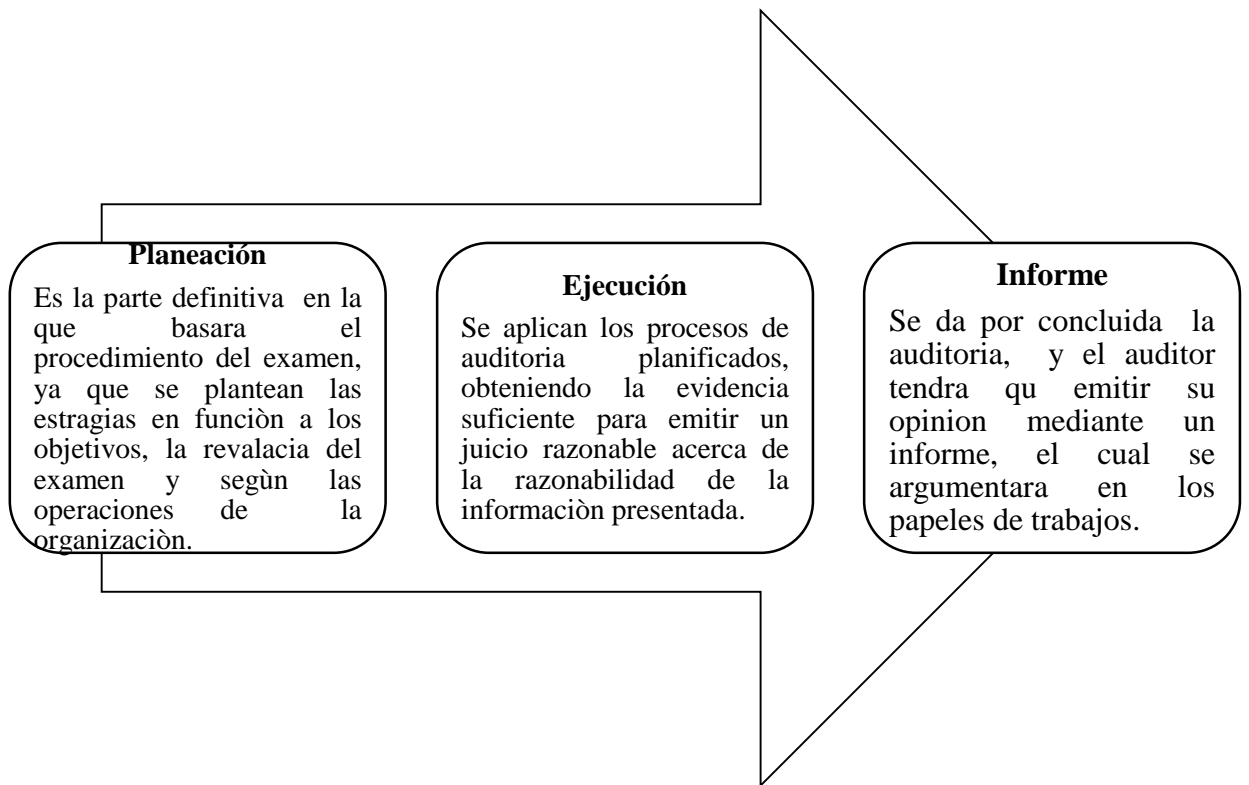 Planeación
Es la parte definitiva en la
que basara el
procedimiento del examen,
ya que se plantean las
estragias en funciòn a los
objetivos, la revalacia del
examen y segùn las
operaciones de la
organizaciòn.
Ejecución
Se aplican los procesos de
auditoria planificados,
obteniendo la evidencia
suficiente para emitir un
juicio razonable acerca de
la razonabilidad de la
informaciòn presentada.
Informe
Se da por concluida la
auditoria, y el auditor
tendra qu emitir su
opinion mediante un
informe, el cual se
argumentara en los
papeles de trabajos.